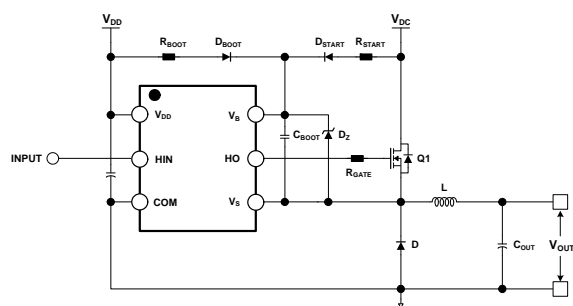 VDD
VDC
RBOOT
DBOOT
DSTART
RSTART
VDD
VB
CBOOT
DZ
INPUT
HIN
HO
Q1
RGATE
COM
VS
L
D
COUT
VOUT